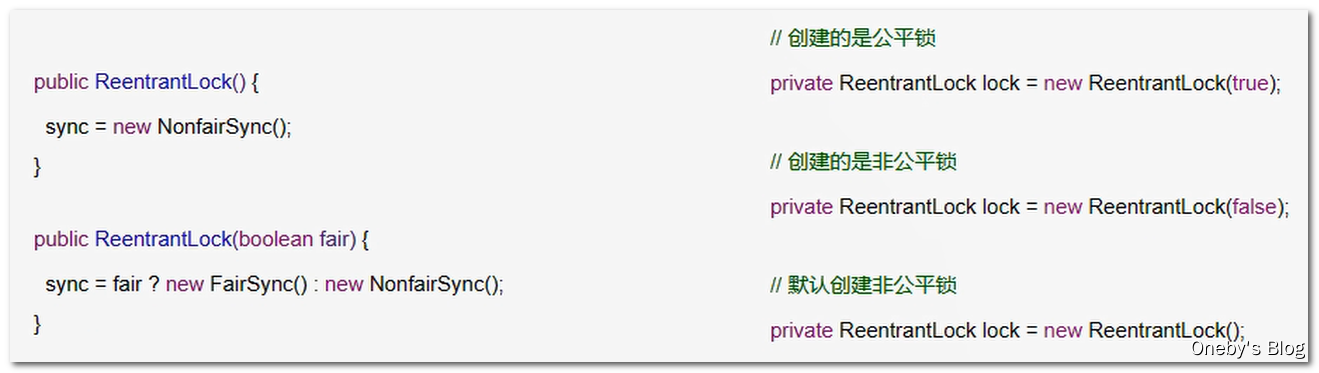 public ReentrantLock() {
sync = new NonfairSync();
}
public ReentrantLock(boolean fair) {
sync = fair ? new FairSync() : new NonfairSync();
}
// 创建的是公平锁
private ReentrantLock lock = new ReentrantLock(true);
// 创建的是非公平锁
private ReentrantLock lock = new ReentrantLock(false);
// 默认创建非公平锁
private ReentrantLock lock = new ReentrantLock();
Oneby's Blog